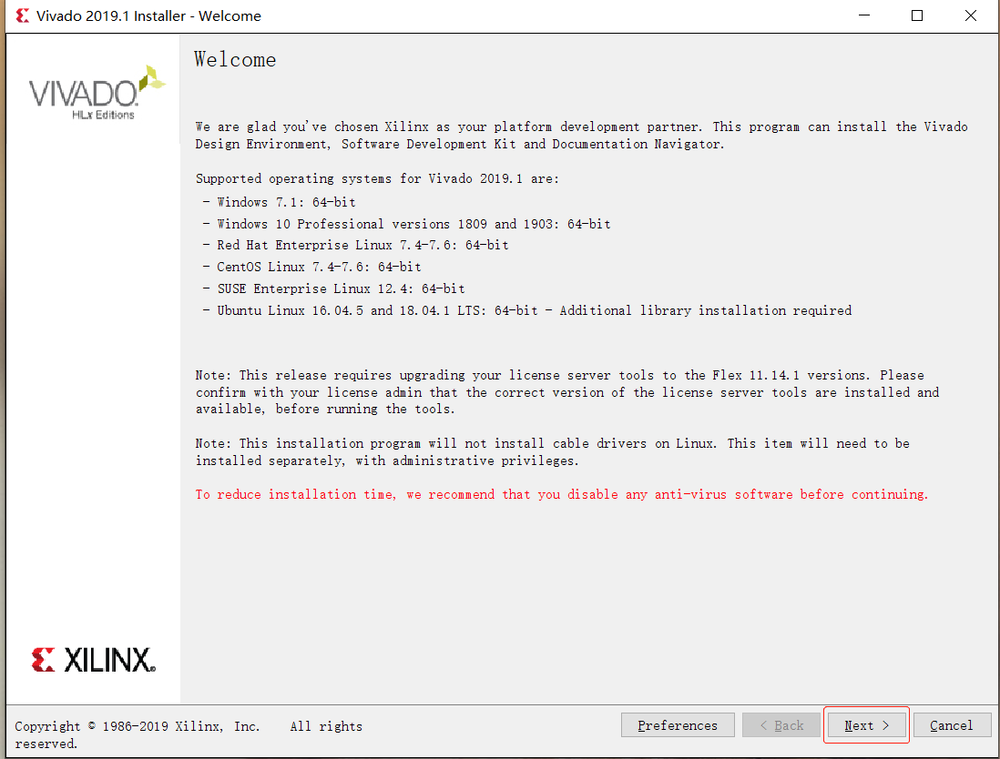 Vivado 2019.1 Installer - Welcome
VIVADO.
HLx Editions
Welcome
We are glad you've chosen Xilinx as your platform development partner. This program can install the Vivado
Design Environment, Software Development Kit and Documentation Navigator.
Supported operating systems for Vivado 2019.1 are:
- Windows 7.1: 64-bit
- Windows 10 Professional versions 1809 and 1903: 64-bit
- Red Hat Enterprise Linux 7.4-7.6: 64-bit
- CentOS Linux 7.4-7.6: 64-bit
- SUSE Enterprise Linux 12.4: 64-bit
- Ubuntu Linux 16.04.5 and 18.04.1 LTS: 64-bit - Additional library installation required
Note: This release requires upgrading your license server tools to the Flex 11.14.1 versions. Please
confirm with your license admin that the correct version of the license server tools are installed and
available, before running the tools.
Note: This installation program will not install cable drivers on Linux. This item will need to be
installed separately, with administrative privileges.
To reduce installation time, we recommend that you disable any anti-virus software before continuing.
XILINX®
Copyright © 1986-2019 Xilinx, Inc. All rights
reserved.
Preferences
< Back
Next >
Cancel